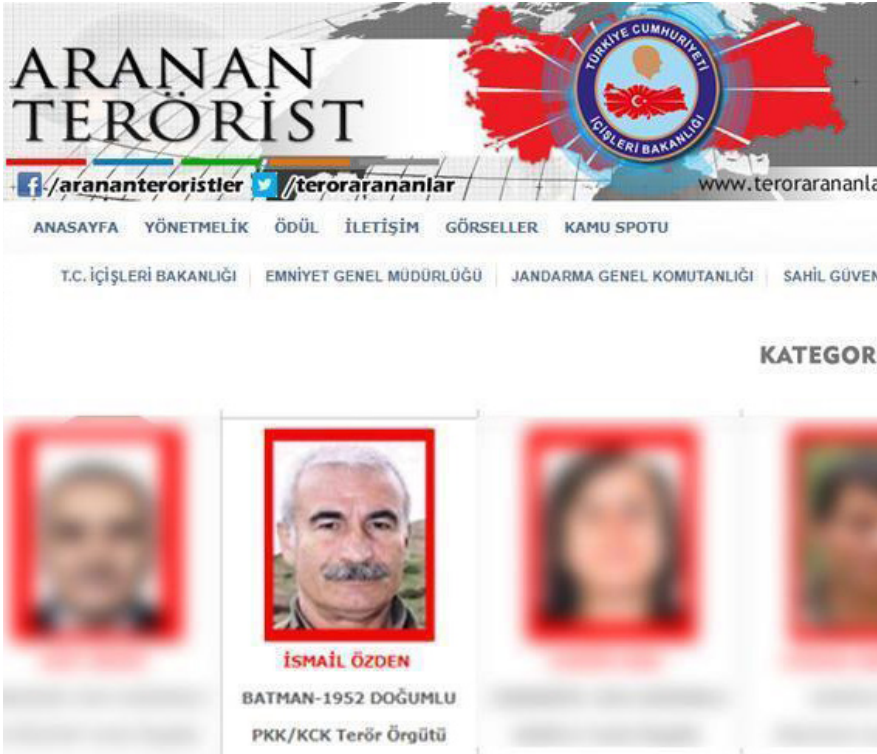 ARANAN
TERÖRİST
TÜRKİYE CUMHURİYETİ
İÇİŞLERİ BAKANLIĞI
/arananteroristler /terorarananlar
www.terorarananla
ANASAYFA YÖNETMELİK ÖDÜL İLETİŞİM GÖRSELLER KAMU SPOTU
T.C. İÇİŞLERİ BAKANLIĞI EMNİYET GENEL MÜDÜRLÜĞÜ JANDARMA GENEL KOMUTANLIĞI SAHİL GÜVEN
KATEGOR
İSMAİL ÖZDEN
BATMAN-1952 DOĞUMLU
PKK/KCK Terör Örgütü